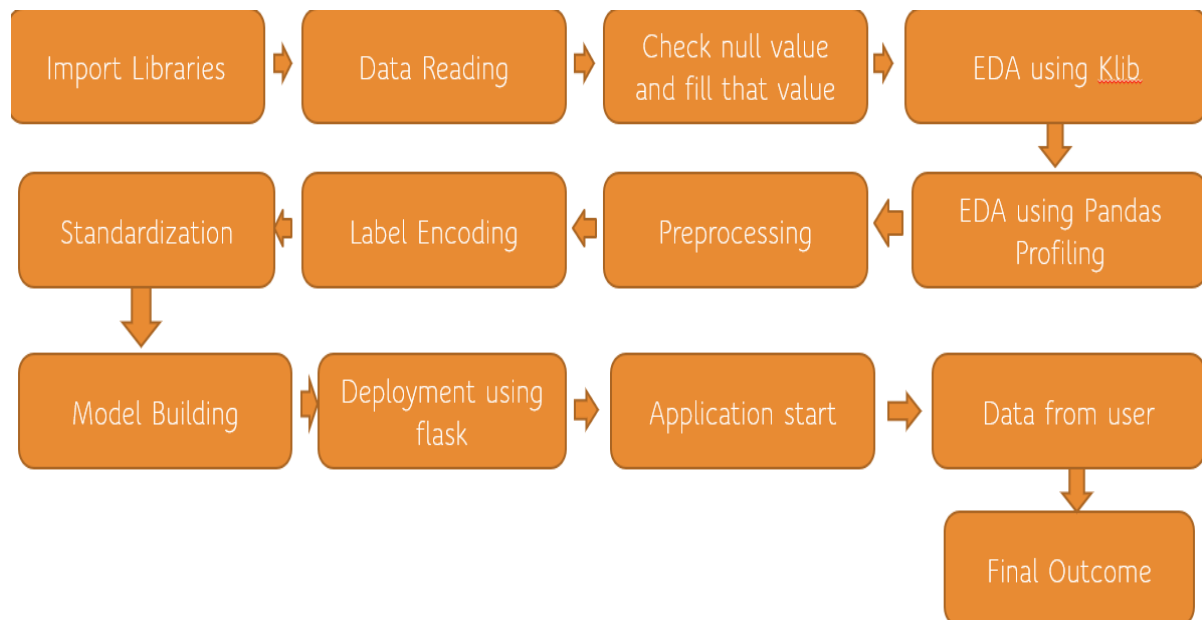 Import Libraries
Data Reading
Check null value
and fill that value
EDA using Klib
EDA using Pandas
Profiling
Preprocessing
Label Encoding
Standardization
Model Building
Deployment using
flask
Application start
Data from user
Final Outcome